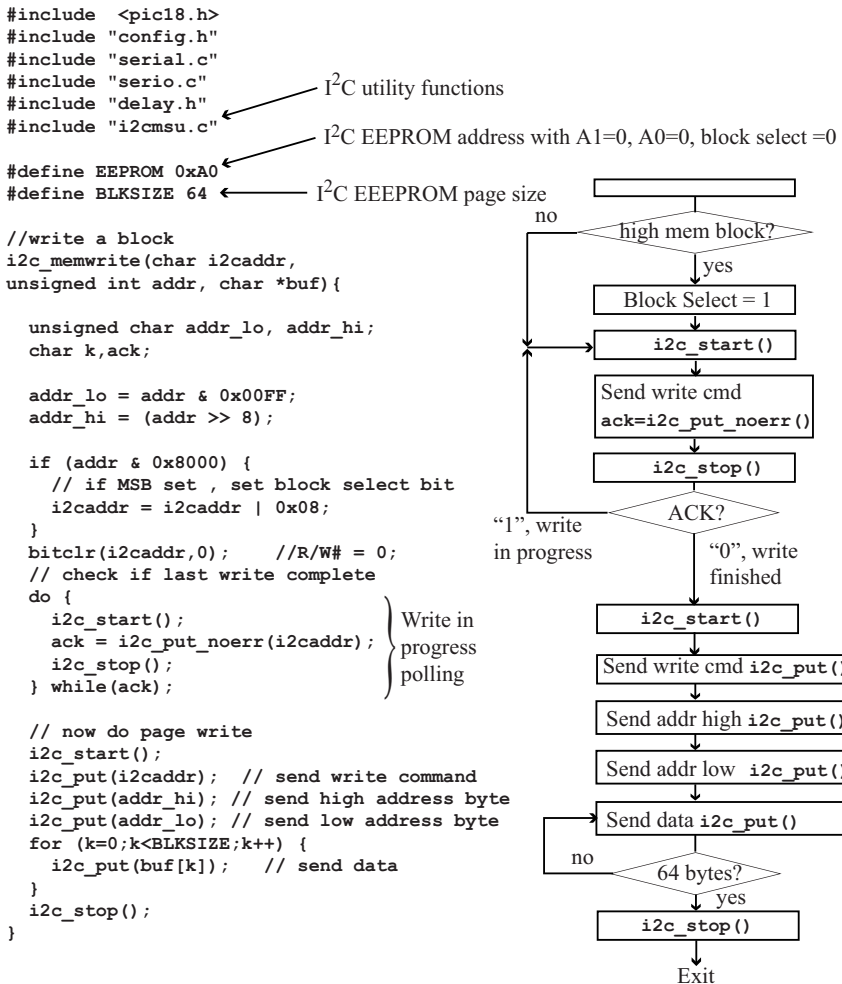 #include  <pic18.h>
#include "config.h"
#include "serial.c"
#include "serio.c"
#include "delay.h"
#include "i2cmsu.c"
I2C utility functions
I2C EEPROM address with A1=0, A0=0, block select =0
#define EEPROM 0xA0
#define BLKSIZE 64
I2C EEEPROM page size
//write a block
i2c_memwrite(char i2caddr,
unsigned int addr, char *buf){
unsigned char addr_lo, addr_hi;
char k,ack;
addr_lo = addr & 0x00FF;
addr_hi = (addr >> 8);
if (addr & 0x8000) {
// if MSB set , set block select bit
i2caddr = i2caddr | 0x08;
}
bitclr(i2caddr,0);    //R/W# = 0;
// check if last write complete
do {
i2c_start();
ack = i2c_put_noerr(i2caddr);
i2c_stop();
} while(ack);
Write in
progress
polling
// now do page write
i2c_start();
i2c_put(i2caddr);  // send write command
i2c_put(addr_hi); // send high address byte
i2c_put(addr_lo); // send low address byte
for (k=0;k<BLKSIZE;k++) {
i2c_put(buf[k]);   // send data
}
i2c_stop();
}
no
high mem block?
yes
Block Select = 1
i2c_start()
Send write cmd
ack=i2c_put_noerr()
i2c_stop()
ACK?
“1”, write
in progress
“0”, write
finished
i2c_start()
Send write cmd i2c_put()
Send addr high i2c_put()
Send addr low i2c_put()
Send data i2c_put()
no
64 bytes?
yes
i2c_stop()
Exit